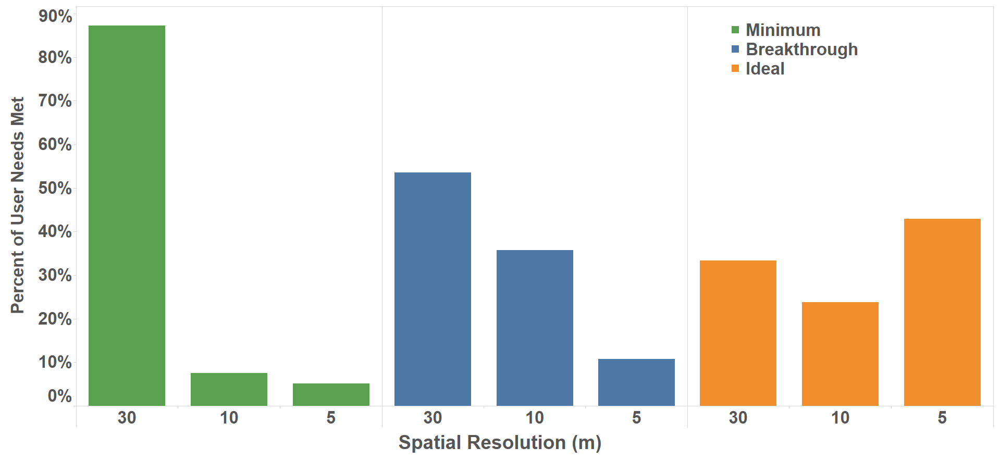 Percent of User Needs Met
90%
80%
70%
60%
50%
40%
30%
20%
10%
0%
Minimum
Breakthrough
Ideal
30 10 5 30 10 5 30 10 5
Spatial Resolution (m)